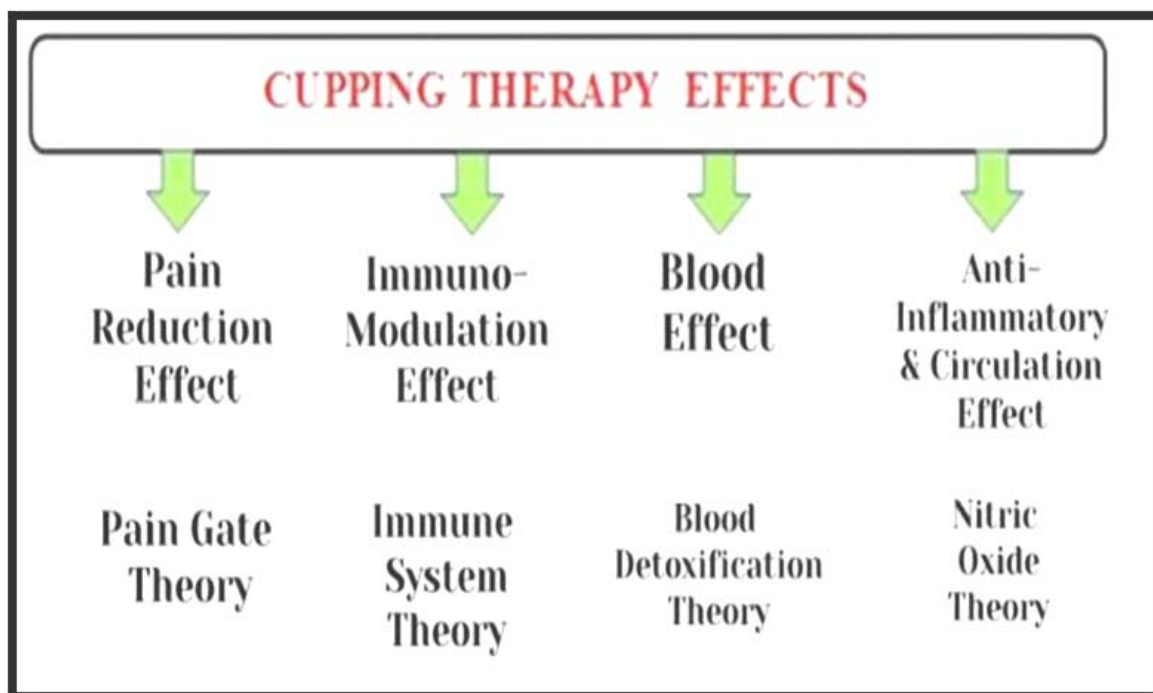 CUPPING THERAPY EFFECTS
Pain
Reduction
Effect
Immuno-
Modulation
Effect
Blood
Effect
Anti-
Inflammatory
& Circulation
Effect
Pain Gate
Theory
Immune
System
Theory
Blood
Detoxification
Theory
Nitric
Oxide
Theory